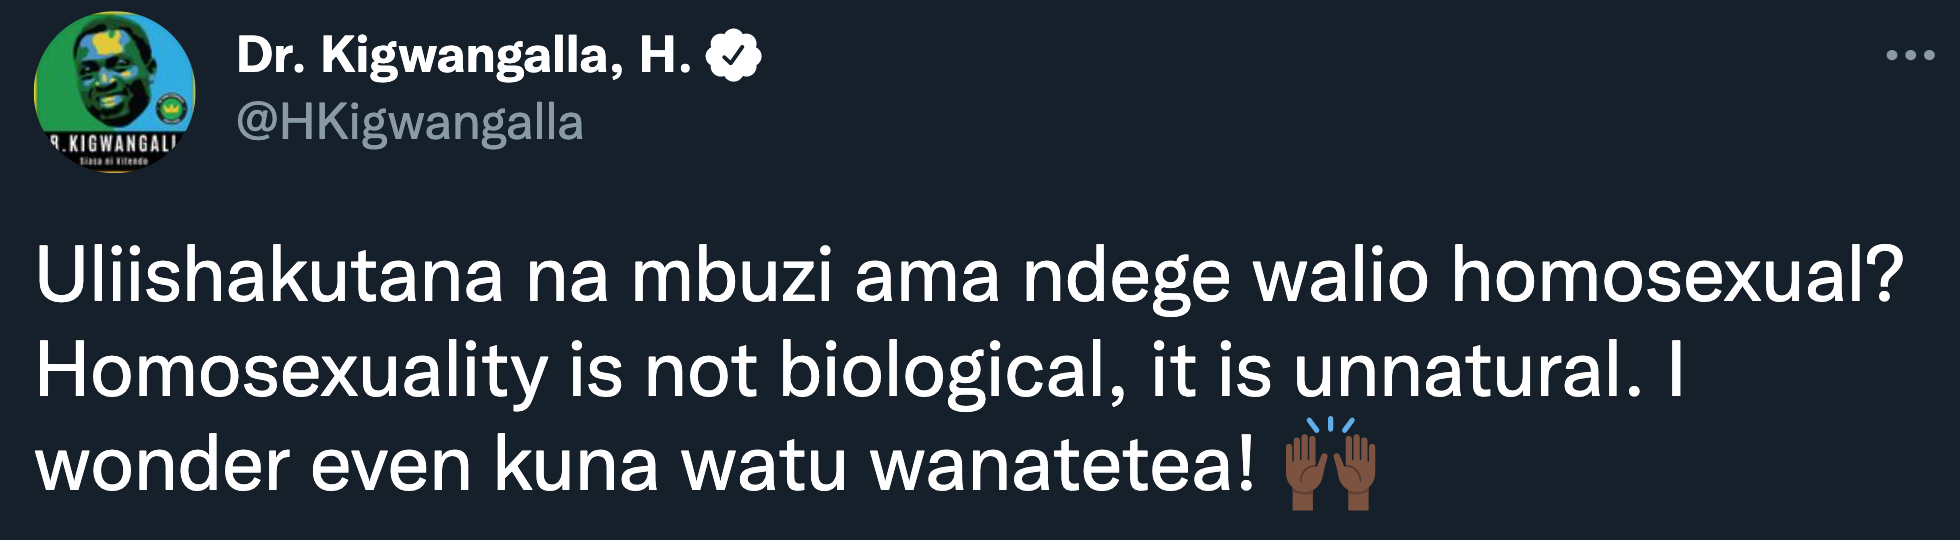 Dr. Kigwangalla, H.
@HKigwangalla
R.KIGWANGALL
Siasa ni Vitendo
Uliishakutana na mbuzi ama ndege walio homosexual?
Homosexuality is not biological, it is unnatural. I
wonder even kuna watu wanatetea! 🙌🏾